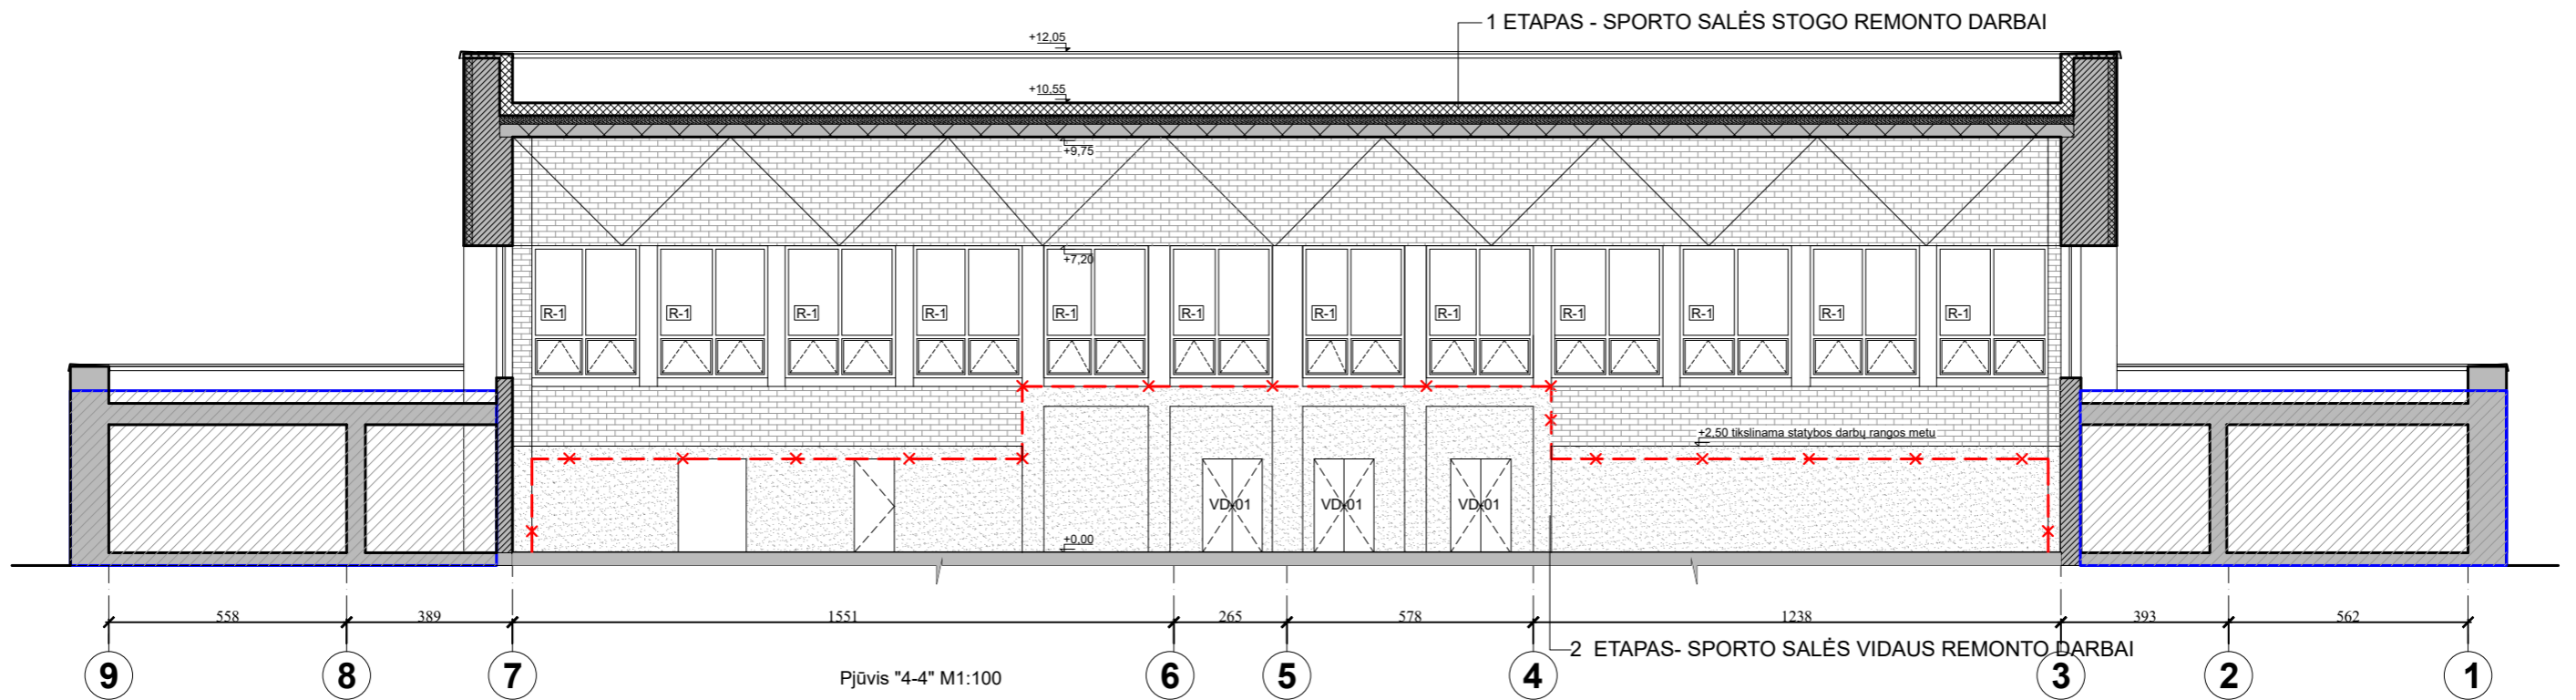 1 ETAPAS - SPORTO SALĖS STOGO REMONTO DARBAI
+12,05
+10,55
+9,75
+7,20
R-1 R-1 R-1 R-1 R-1 R-1 R-1 R-1 R-1 R-1 R-1 R-1
+2,50 tikslinama statybos darbų rangos metu
VD-01 VD-01 VD-01
+0,00
558 389 1551 265 578 1238 393 562
2 ETAPAS- SPORTO SALĖS VIDAUS REMONTO DARBAI
9 8 7 6 5 4 3 2 1
Pjūvis "4-4" M1:100